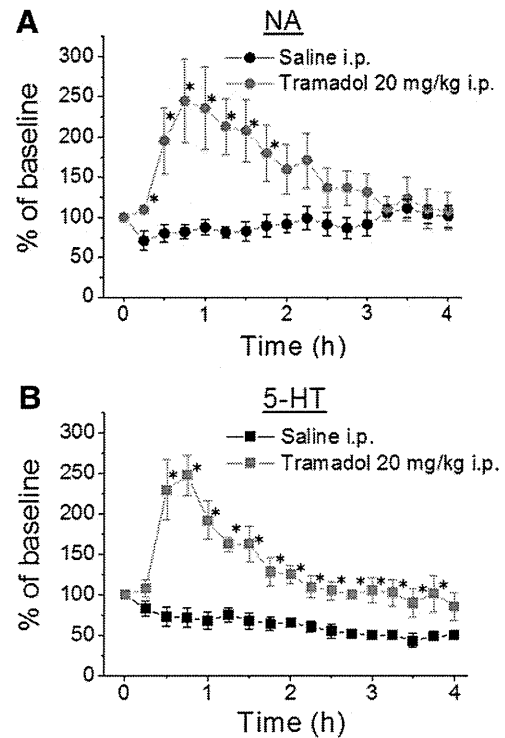 A
NA
Saline i.p.
Tramadol 20 mg/kg i.p.
% of baseline
300
250
200
150
100
50
0
* * * * * * *
0 1 2 3 4
Time (h)
B
5-HT
Saline i.p.
Tramadol 20 mg/kg i.p.
% of baseline
300
250
200
150
100
50
0
* * * * * * * * * * * * * *
0 1 2 3 4
Time (h)